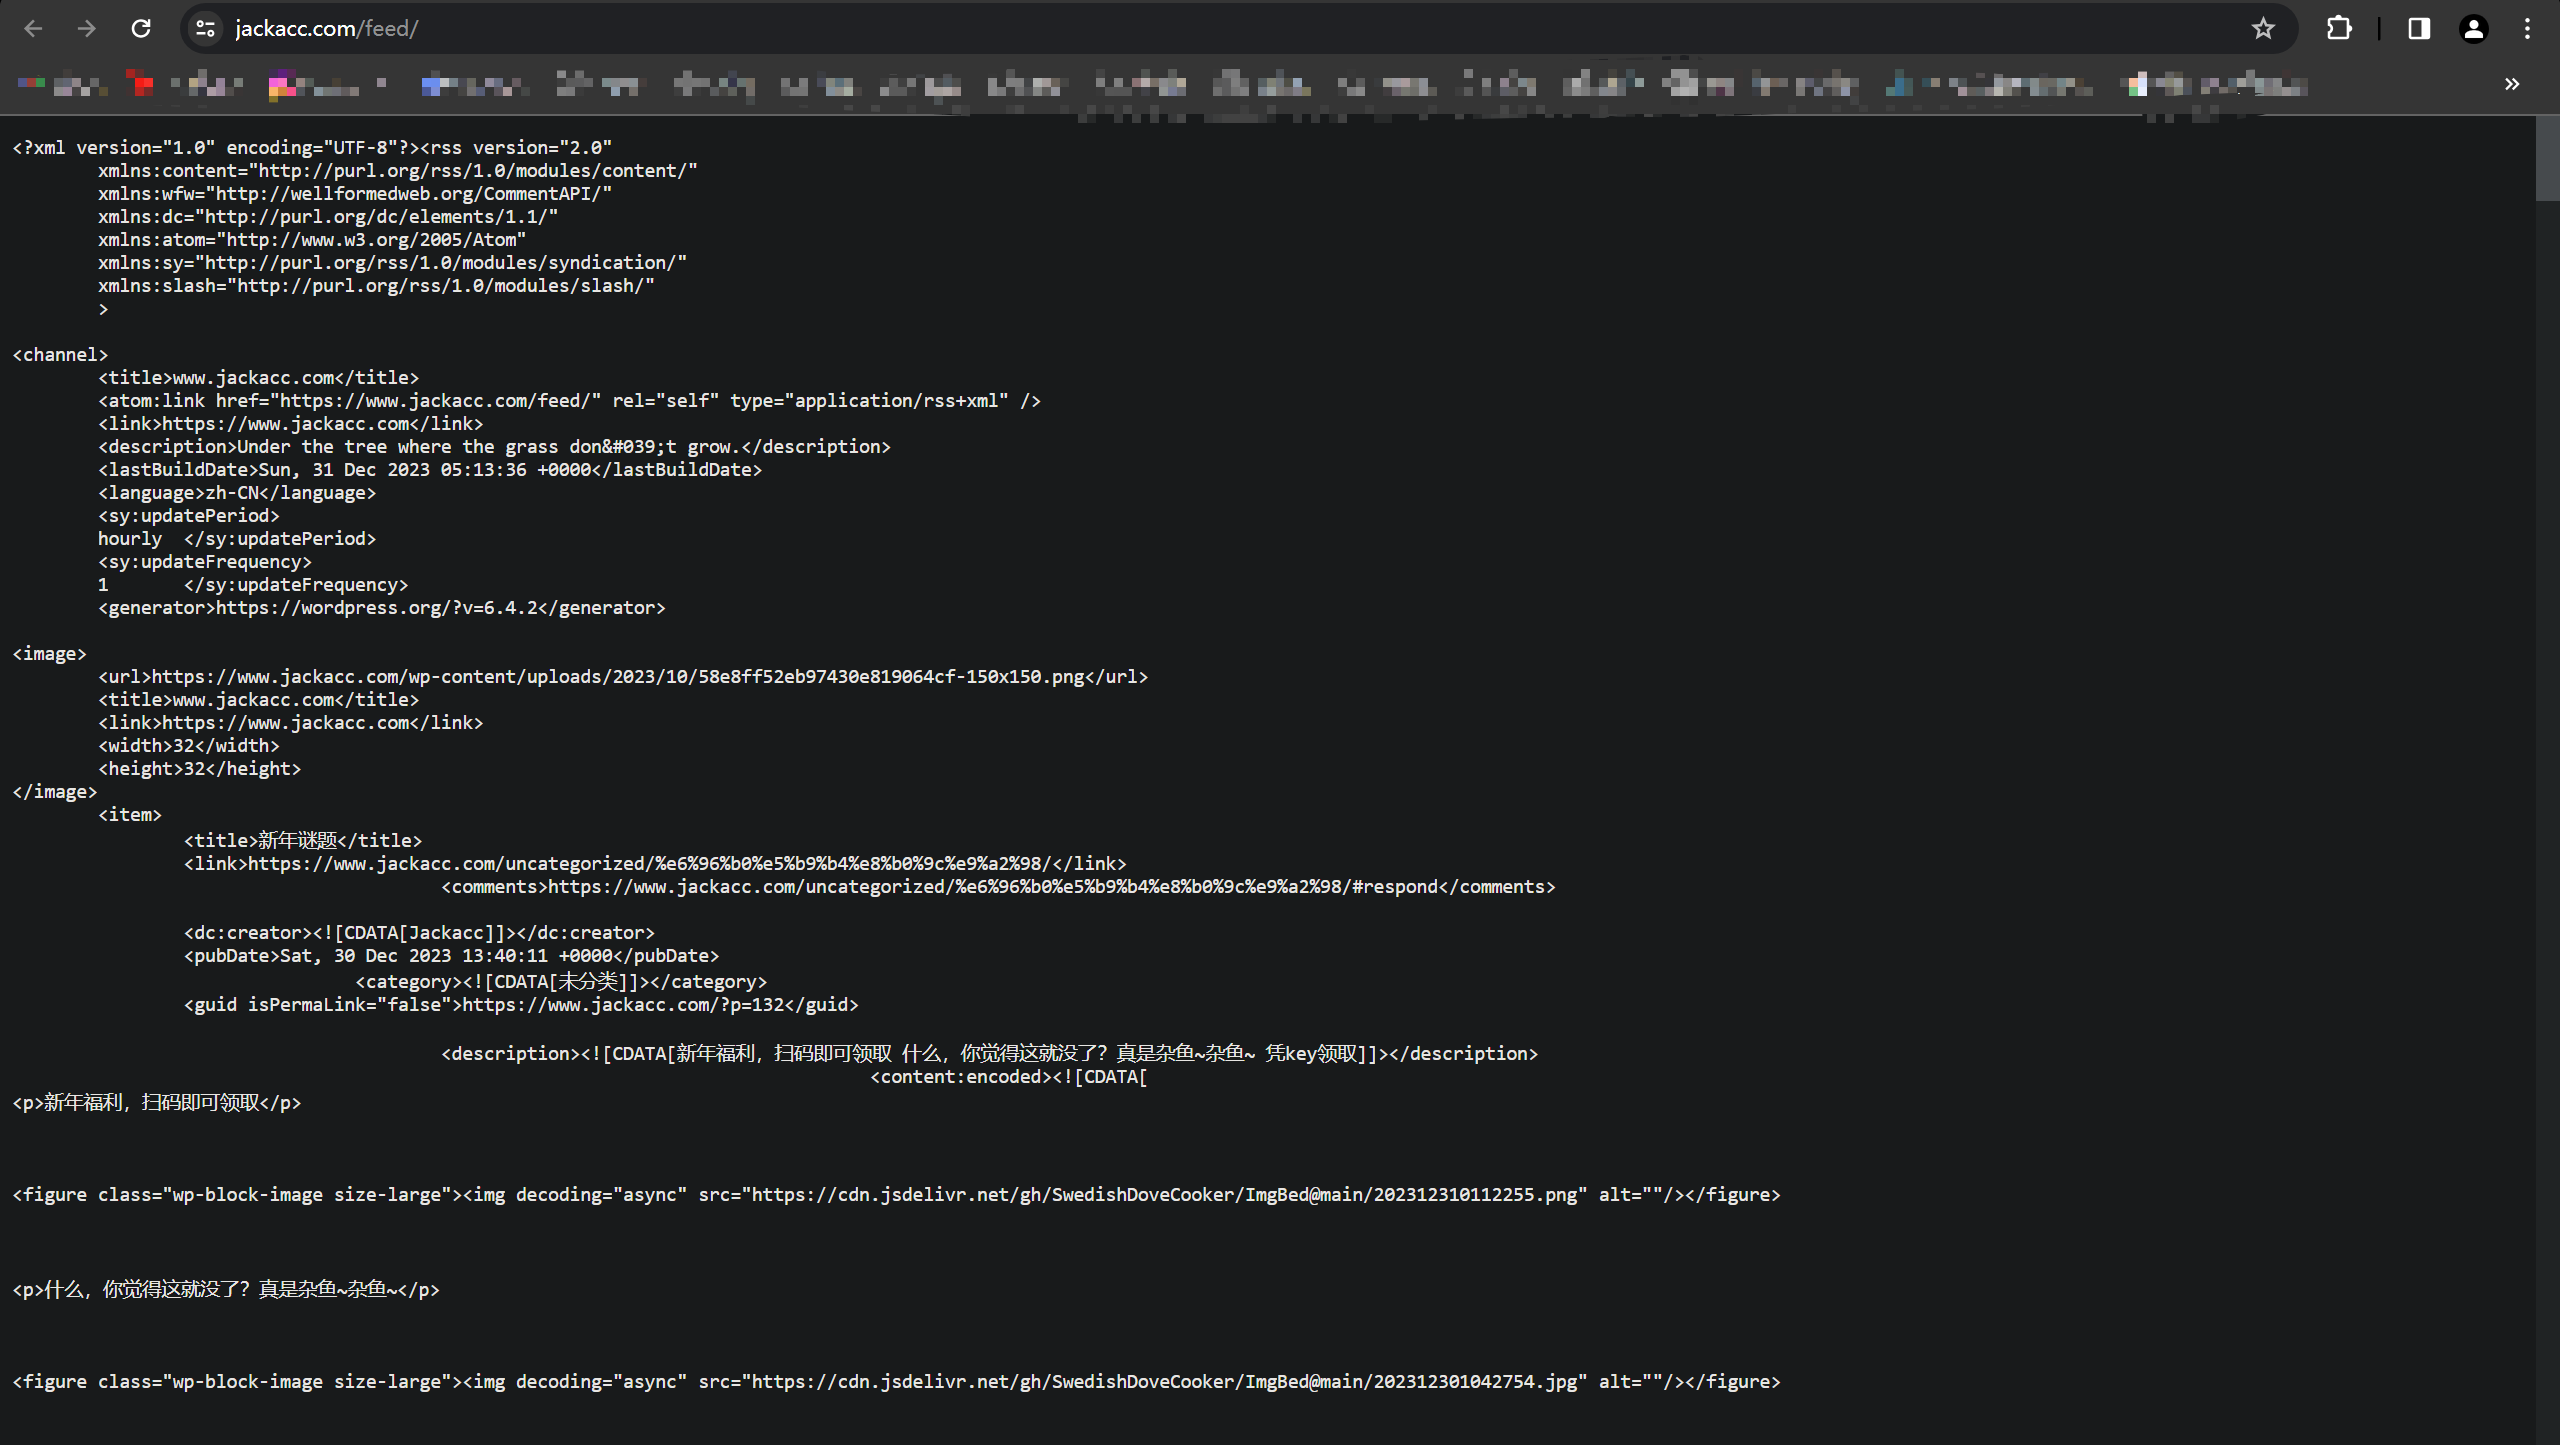 jackacc.com/feed/
<?xml version="1.0" encoding="UTF-8"?><rss version="2.0"
xmlns:content="http://purl.org/rss/1.0/modules/content/"
xmlns:wfw="http://wellformedweb.org/CommentAPI/"
xmlns:dc="http://purl.org/dc/elements/1.1/"
xmlns:atom="http://www.w3.org/2005/Atom"
xmlns:sy="http://purl.org/rss/1.0/modules/syndication/"
xmlns:slash="http://purl.org/rss/1.0/modules/slash/"
>
<channel>
<title>www.jackacc.com</title>
<atom:link href="https://www.jackacc.com/feed/" rel="self" type="application/rss+xml" />
<link>https://www.jackacc.com</link>
<description>Under the tree where the grass don&#039;t grow.</description>
<lastBuildDate>Sun, 31 Dec 2023 05:13:36 +0000</lastBuildDate>
<language>zh-CN</language>
<sy:updatePeriod>
hourly </sy:updatePeriod>
<sy:updateFrequency>
1 </sy:updateFrequency>
<generator>https://wordpress.org/?v=6.4.2</generator>
<image>
<url>https://www.jackacc.com/wp-content/uploads/2023/10/58e8ff52eb97430e819064cf-150x150.png</url>
<title>www.jackacc.com</title>
<link>https://www.jackacc.com</link>
<width>32</width>
<height>32</height>
</image>
<item>
<title>新年谜题</title>
<link>https://www.jackacc.com/uncategorized/%e6%96%b0%e5%b9%b4%e8%b0%9c%e9%a2%98/</link>
<comments>https://www.jackacc.com/uncategorized/%e6%96%b0%e5%b9%b4%e8%b0%9c%e9%a2%98/#respond</comments>
<dc:creator><![CDATA[Jackacc]]></dc:creator>
<pubDate>Sat, 30 Dec 2023 13:40:11 +0000</pubDate>
<category><![CDATA[未分类]]></category>
<guid isPermaLink="false">https://www.jackacc.com/?p=132</guid>
<description><![CDATA[新年福利，扫码即可领取 什么，你觉得这就没了？真是杂鱼~杂鱼~ 凭key领取]]></description>
<content:encoded><![CDATA[
<p>新年福利，扫码即可领取</p>
<figure class="wp-block-image size-large"><img decoding="async" src="https://cdn.jsdelivr.net/gh/SwedishDoveCooker/ImgBed@main/202312310112255.png" alt=""/></figure>
<p>什么，你觉得这就没了？真是杂鱼~杂鱼~</p>
<figure class="wp-block-image size-large"><img decoding="async" src="https://cdn.jsdelivr.net/gh/SwedishDoveCooker/ImgBed@main/202312301042754.jpg" alt=""/></figure>